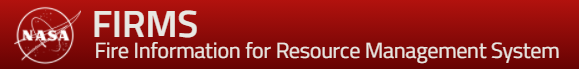 NASA
FIRMS
Fire Information for Resource Management System